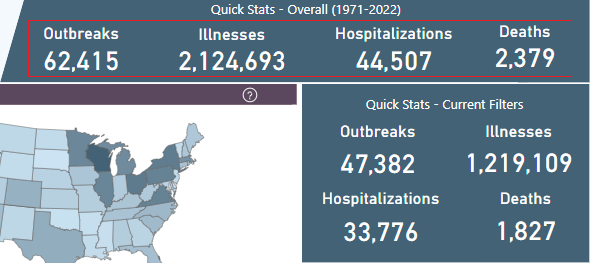 Quick Stats - Overall (1971-2022)
Outbreaks Illnesses Hospitalizations Deaths
62,415 2,124,693 44,507 2,379
?
Quick Stats - Current Filters
Outbreaks Illnesses
47,382 1,219,109
Hospitalizations Deaths
33,776 1,827